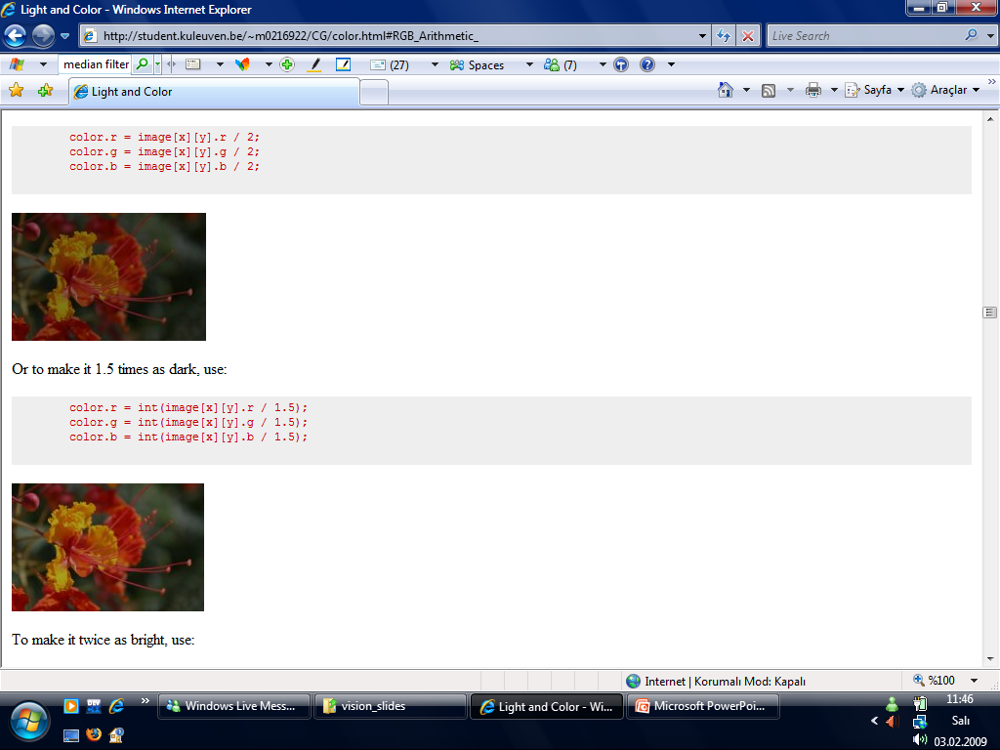 Light and Color - Windows Internet Explorer
http://student.kuleuven.be/~m0216922/CG/color.html#RGB_Arithmetic_
Live Search
median filter
(27)
Spaces
(7)
Light and Color
Sayfa
Araçlar
color.r = image[x][y].r / 2;
color.g = image[x][y].g / 2;
color.b = image[x][y].b / 2;
Or to make it 1.5 times as dark, use:
color.r = int(image[x][y].r / 1.5);
color.g = int(image[x][y].g / 1.5);
color.b = int(image[x][y].b / 1.5);
To make it twice as bright, use:
Internet | Korumalı Mod: Kapalı
%100
Windows Live Mess...
vision_slides
Light and Color - Wi...
Microsoft PowerPoi...
11:46
Salı
03.02.2009